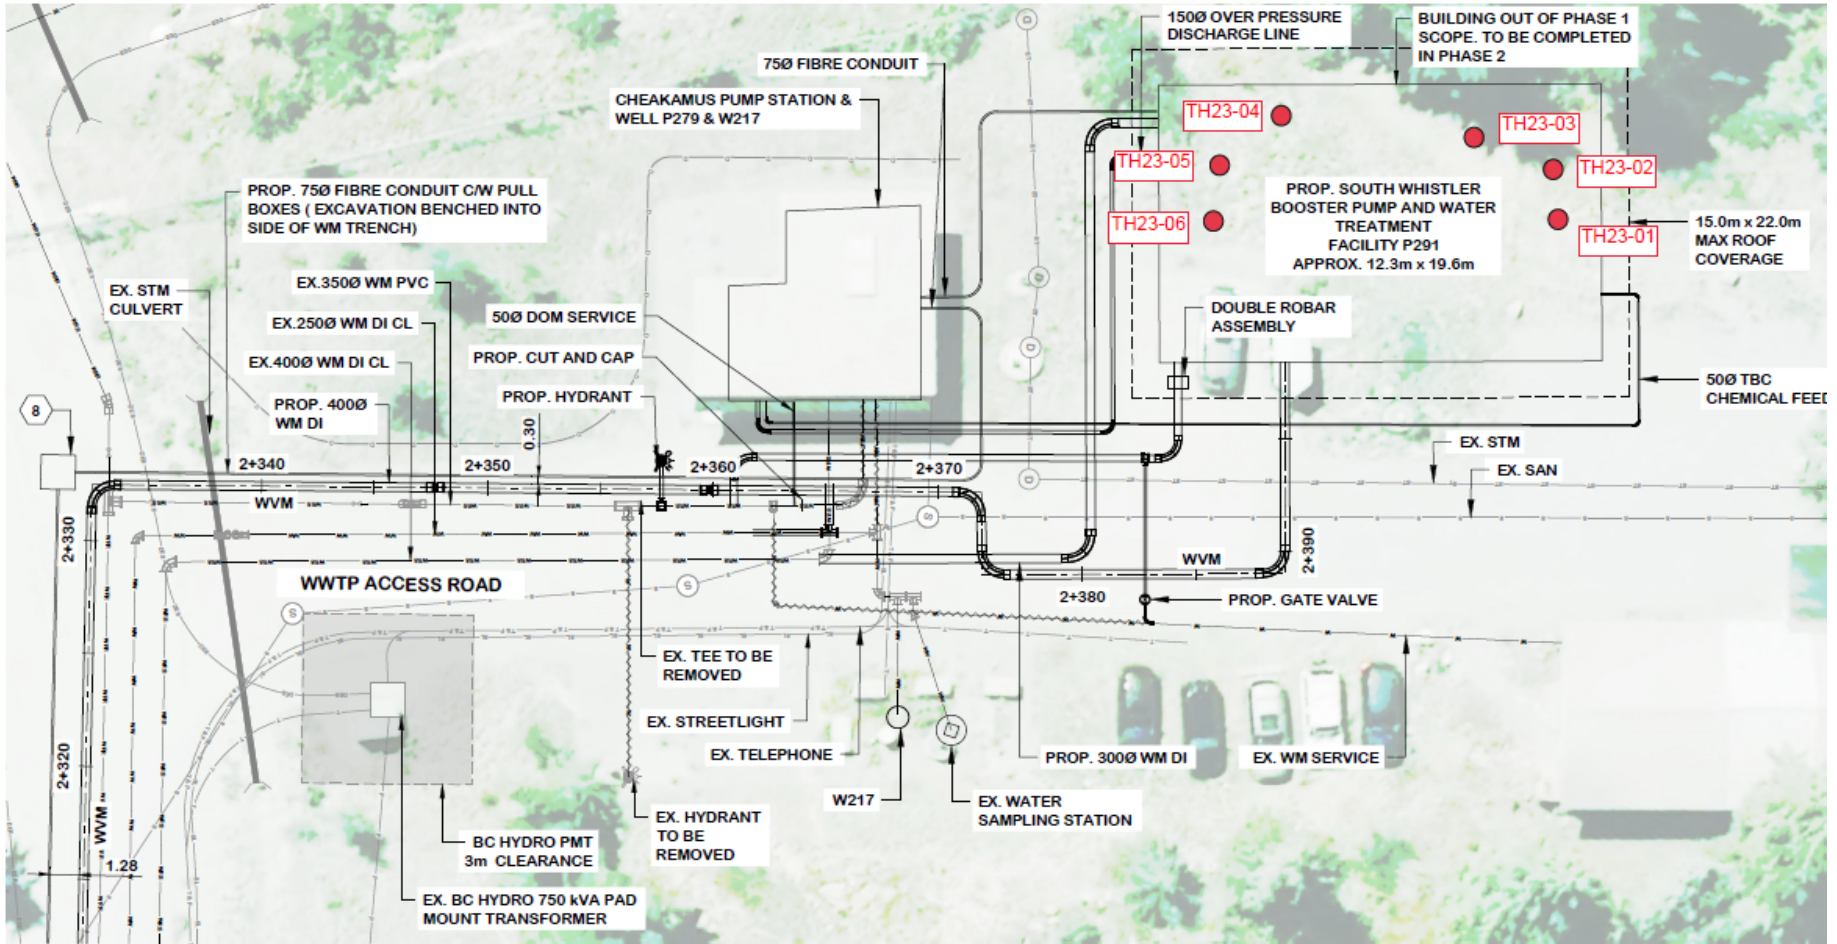 150Ø OVER PRESSURE
DISCHARGE LINE
BUILDING OUT OF PHASE 1
SCOPE. TO BE COMPLETED
IN PHASE 2
75Ø FIBRE CONDUIT
CHEAKAMUS PUMP STATION &
WELL P279 & W217
TH23-04
TH23-03
TH23-05
TH23-02
TH23-06
TH23-01
PROP. SOUTH WHISTLER
BOOSTER PUMP AND WATER
TREATMENT
FACILITY P291
APPROX. 12.3m x 19.6m
15.0m x 22.0m
MAX ROOF
COVERAGE
PROP. 75Ø FIBRE CONDUIT C/W PULL
BOXES ( EXCAVATION BENCHED INTO
SIDE OF WM TRENCH)
EX. STM
CULVERT
EX.350Ø WM PVC
EX.250Ø WM DI CL
EX.400Ø WM DI CL
PROP. 400Ø
WM DI
50Ø DOM SERVICE
PROP. CUT AND CAP
PROP. HYDRANT
0.30
DOUBLE ROBAR
ASSEMBLY
50Ø TBC
CHEMICAL FEED
8
2+340
2+350
2+360
2+370
EX. STM
EX. SAN
WVM
2+330
2+390
WVM
2+380
WWTP ACCESS ROAD
S
S
S
D
D
D
D
PROP. GATE VALVE
EX. TEE TO BE
REMOVED
EX. STREETLIGHT
EX. TELEPHONE
PROP. 300Ø WM DI
EX. WM SERVICE
W217
EX. WATER
SAMPLING STATION
EX. HYDRANT
TO BE
REMOVED
2+320
WVM
1.28
BC HYDRO PMT
3m CLEARANCE
EX. BC HYDRO 750 kVA PAD
MOUNT TRANSFORMER